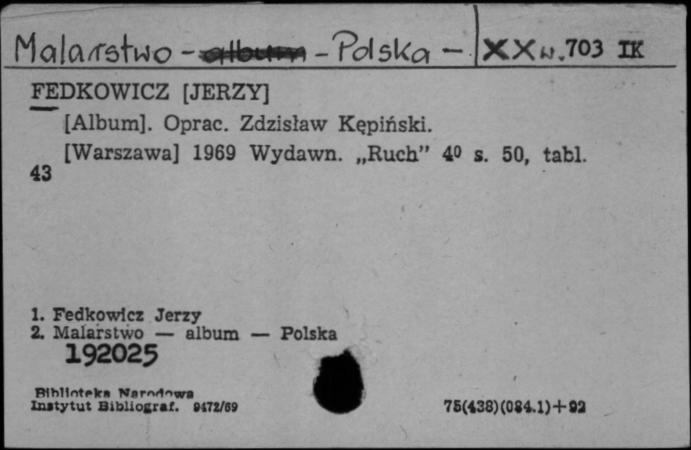 Malarstwo - album - Polska - XX w. 703 IK
FEDKOWICZ [JERZY]
[Album]. Oprac. Zdzisław Kępiński.
[Warszawa] 1969 Wydawn. „Ruch” 4⁰ s. 50, tabl.
43
1. Fedkowicz Jerzy
2. Malarstwo — album — Polska
192025
Biblioteka Narodowa
Instytut Bibliograf. 9472/69 75(438)(084.1)+92